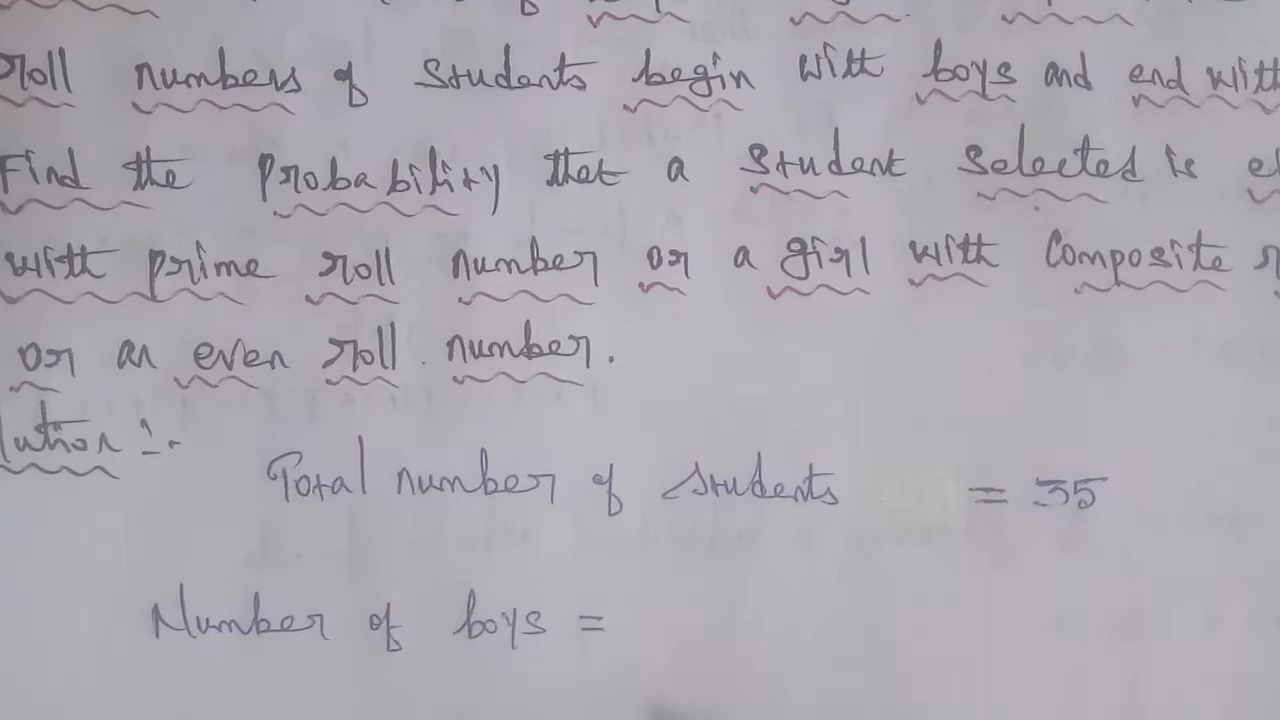 roll numbers of students begin with boys and end with
Find the probability that a student selected is
with prime roll number or a girl with composite
or an even roll number.
lution :-
Total number of students = 35
Number of boys =